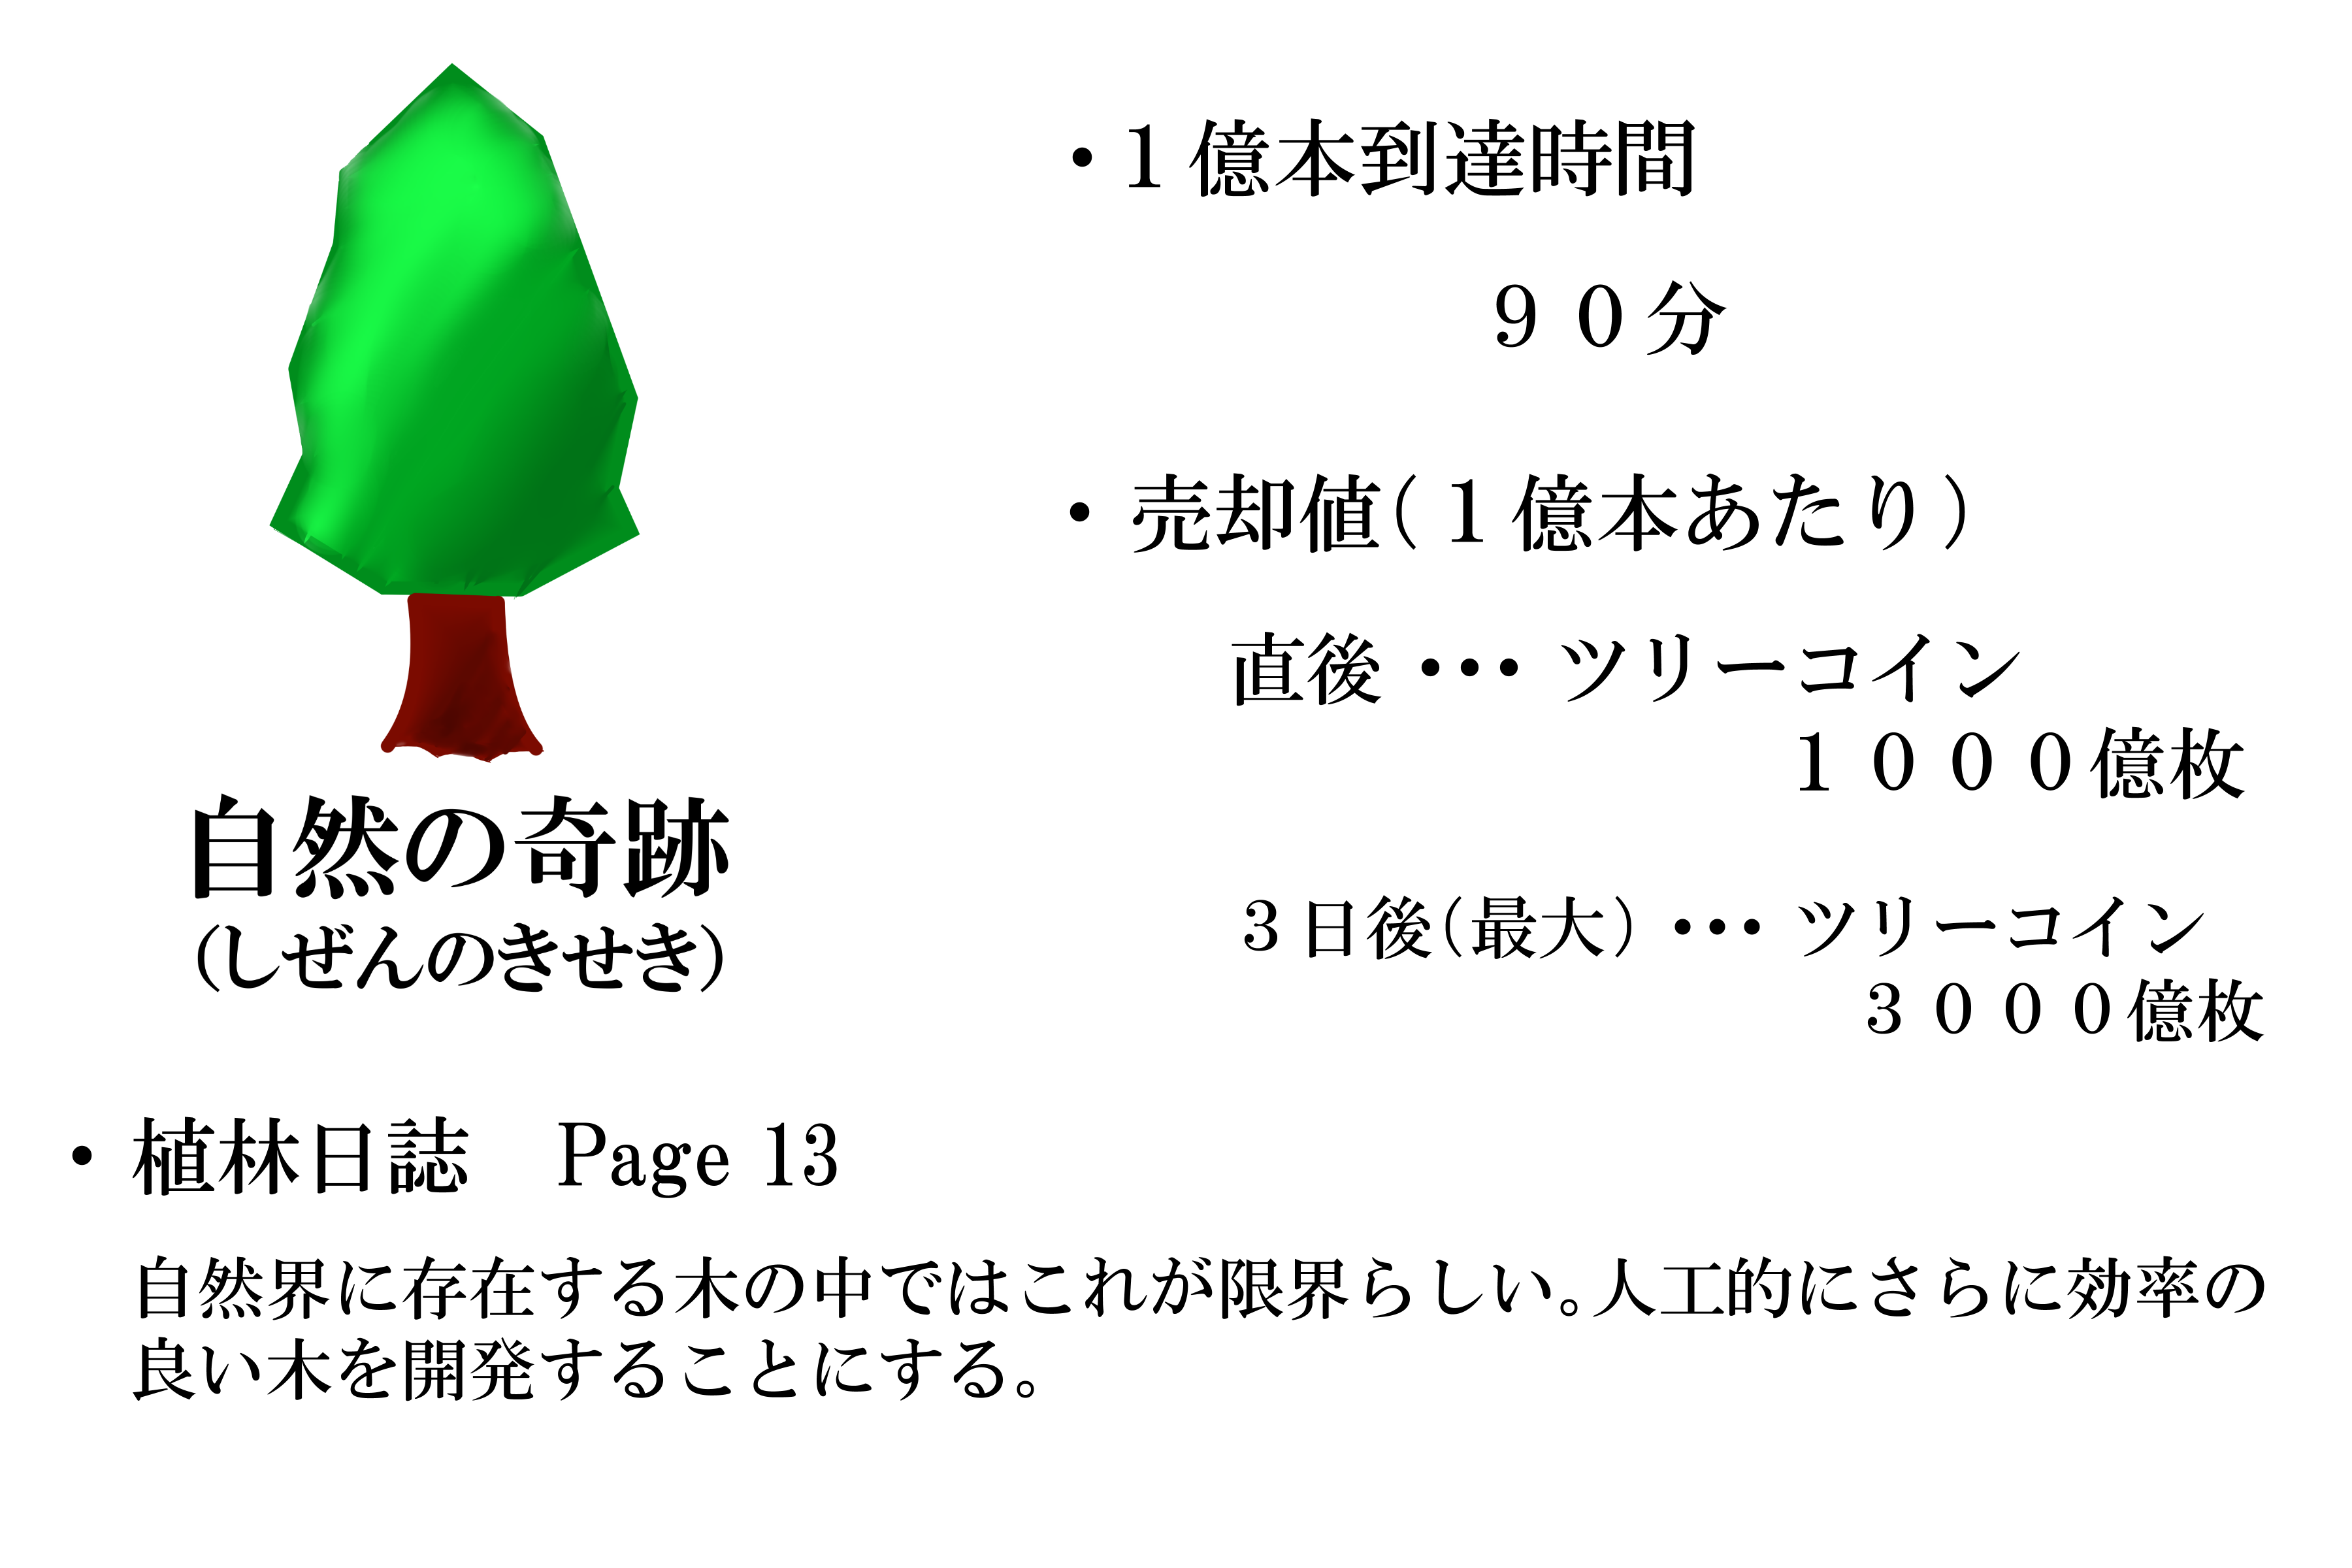 ・1億本到達時間
９０分
・売却値(１億本あたり)
直後・・・ツリーコイン
１０００億枚
３日後(最大)・・・ツリーコイン
３０００億枚
自然の奇跡
(しぜんのきせき)
・植林日誌　Page 13
自然界に存在する木の中ではこれが限界らしい。人工的にさらに効率の
良い木を開発することにする。